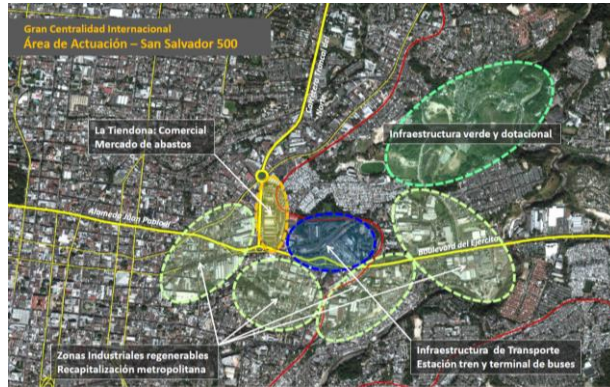 Gran Centralidad Internacional
Área de Actuación – San Salvador 500
La Tiendona: Comercial
Mercado de abastos
Infraestructura verde y dotacional
Alameda Juan Pablo II
Boulevard del Ejército
Zonas Industriales regenerables
Recapitalización metropolitana
Infraestructura de Transporte
Estación tren y terminal de buses